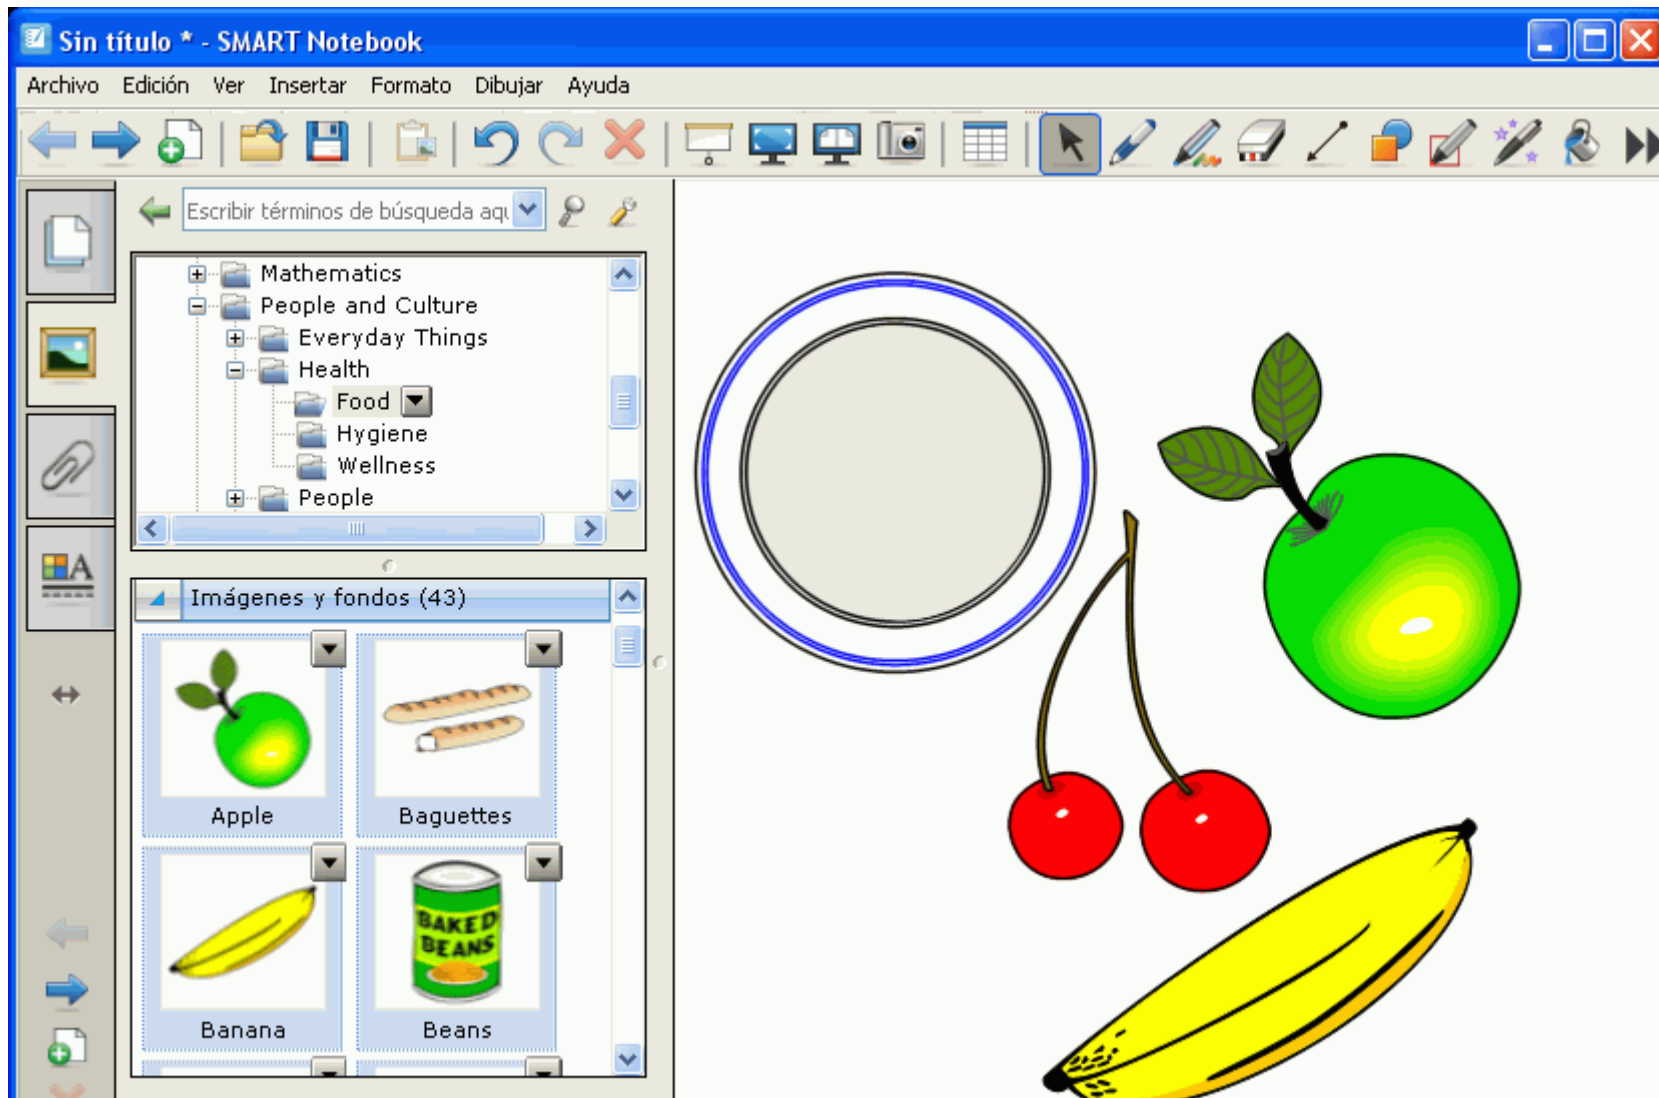 Sin título * - SMART Notebook
Archivo Edición Ver Insertar Formato Dibujar Ayuda
Escribir términos de búsqueda aqu
Mathematics
People and Culture
Everyday Things
Health
Food
Hygiene
Wellness
People
A
Imágenes y fondos (43)
Apple Baguettes
BAKED
BEANS
Banana Beans